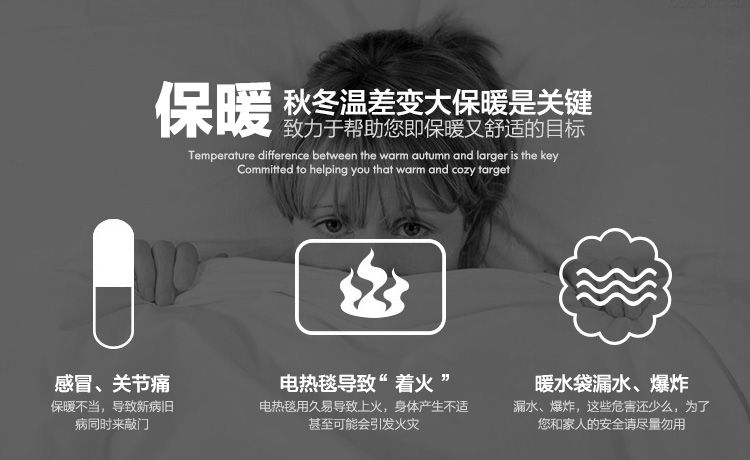 保暖
秋冬温差变大保暖是关键
致力于帮助您即保暖又舒适的目标
Temperature difference between the warm autumn and larger is the key
Committed to helping you that warm and cozy target
感冒、关节痛
保暖不当，导致新病旧
病同时来敲门
电热毯导致“ 着火 ”
电热毯用久易导致上火，身体产生不适
甚至可能会引发火灾
暖水袋漏水、爆炸
漏水、爆炸，这些危害还少么，为了
您和家人的安全请尽量勿用